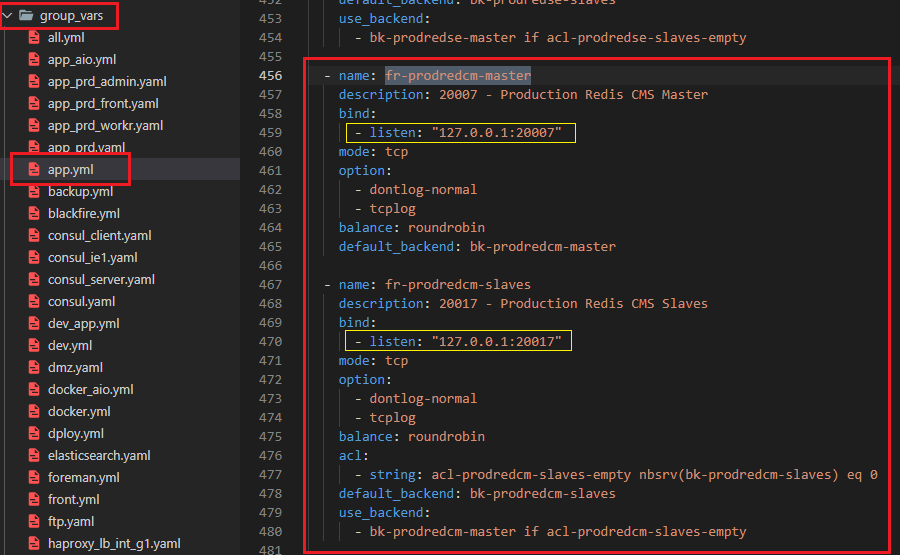 group_vars
all.yml
app_aio.yml
app_prd_admin.yaml
app_prd_front.yaml
app_prd_workr.yaml
app_prd.yaml
app.yml
backup.yml
blackfire.yml
consul_client.yaml
consul_ie1.yaml
consul_server.yaml
consul.yaml
dev_app.yml
dev.yml
dmz.yaml
docker_aio.yml
docker.yml
dploy.yml
elasticsearch.yaml
foreman.yml
front.yml
ftp.yaml
haproxy_lb_int_g1.yaml
452 default_backend: bk-prodredse-slaves
453 use_backend:
454 - bk-prodredse-master if acl-prodredse-slaves-empty
455
456 - name: fr-prodredcm-master
457 description: 20007 - Production Redis CMS Master
458 bind:
459 - listen: "127.0.0.1:20007"
460 mode: tcp
461 option:
462 - dontlog-normal
463 - tcplog
464 balance: roundrobin
465 default_backend: bk-prodredcm-master
466
467 - name: fr-prodredcm-slaves
468 description: 20017 - Production Redis CMS Slaves
469 bind:
470 - listen: "127.0.0.1:20017"
471 mode: tcp
472 option:
473 - dontlog-normal
474 - tcplog
475 balance: roundrobin
476 acl:
477 - string: acl-prodredcm-slaves-empty nbsrv(bk-prodredcm-slaves) eq 0
478 default_backend: bk-prodredcm-slaves
479 use_backend:
480 - bk-prodredcm-master if acl-prodredcm-slaves-empty
481